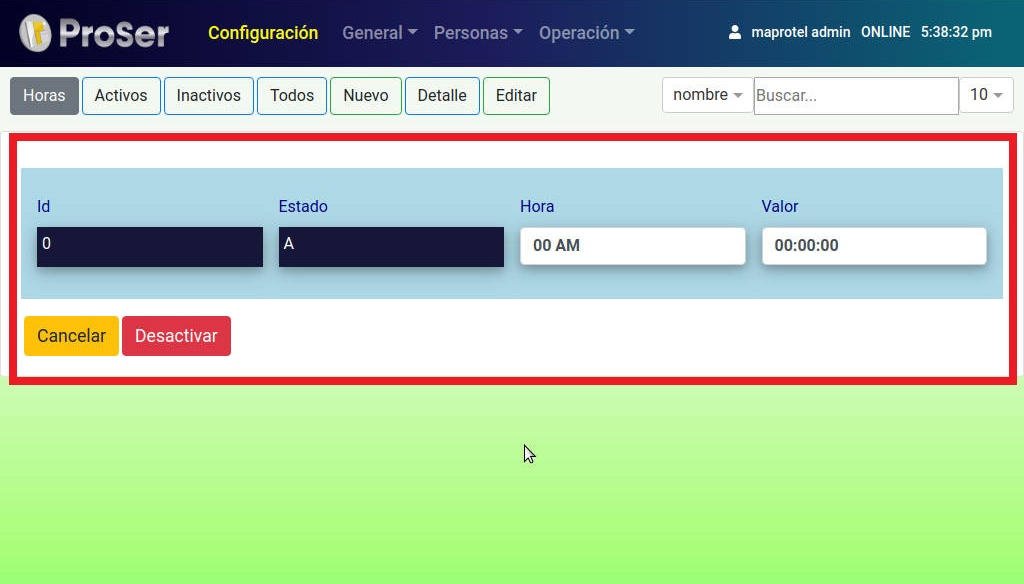 ProSer Configuración General Personas Operación maprotel admin ONLINE 5:38:32 pm
Horas Activos Inactivos Todos Nuevo Detalle Editar nombre Buscar... 10
Id Estado Hora Valor
0 A 00 AM 00:00:00
Cancelar Desactivar